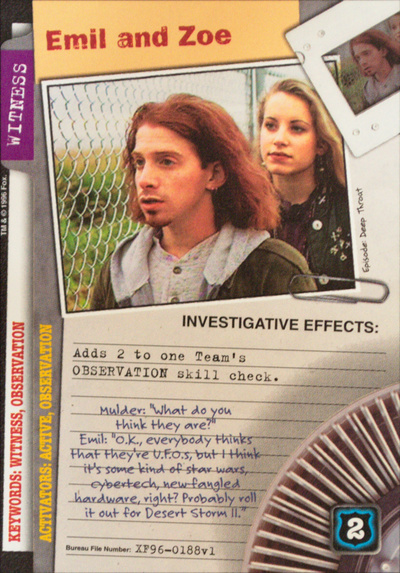 Emil and Zoe
WITNESS
TM & © 1996 Fox.
Episode: Deep Throat
INVESTIGATIVE EFFECTS:
Adds 2 to one Team's
OBSERVATION skill check.
Mulder: "What do you
think they are?"
Emil: "O.K., everybody thinks
that they're U.F.O.s, but I think
it's some kind of star wars,
cybertech, new fangled
hardware, right? Probably roll
it out for Desert Storm II."
KEYWORDS: WITNESS, OBSERVATION
ACTIVATORS: ACTIVE, OBSERVATION
2
Bureau File Number: XF96-0188v1